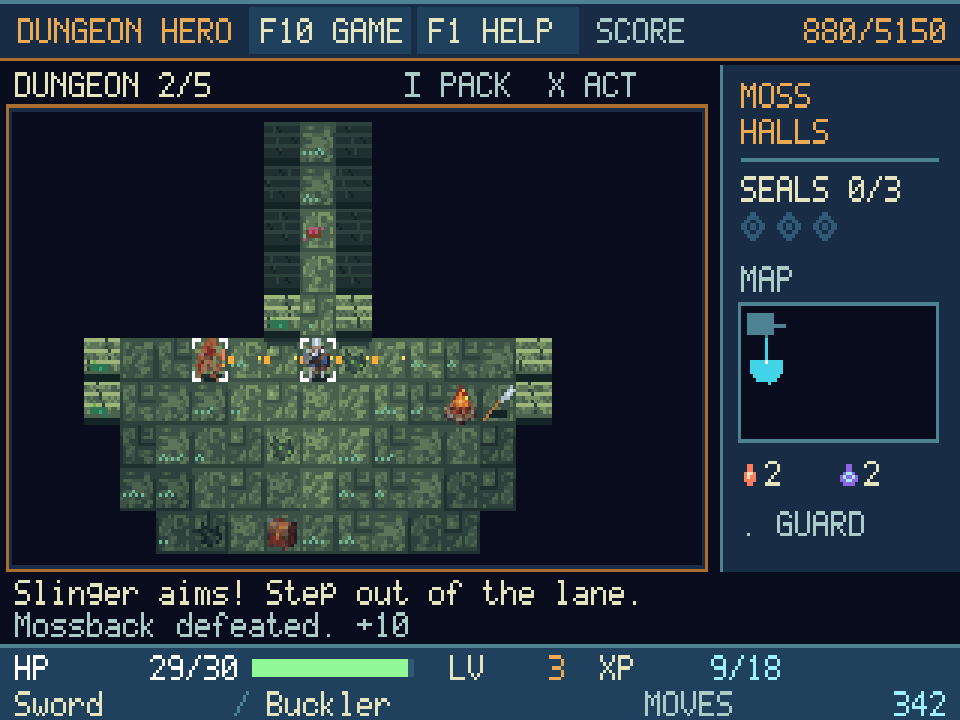 DUNGEON HERO F10 GAME F1 HELP SCORE 880/5150
DUNGEON 2/5 I PACK X ACT
MOSS
HALLS
SEALS 0/3
MAP
2 2
. GUARD
Slinger aims! Step out of the lane.
Mossback defeated. +10
HP 29/30 LV 3 XP 9/18
Sword / Buckler MOVES 342